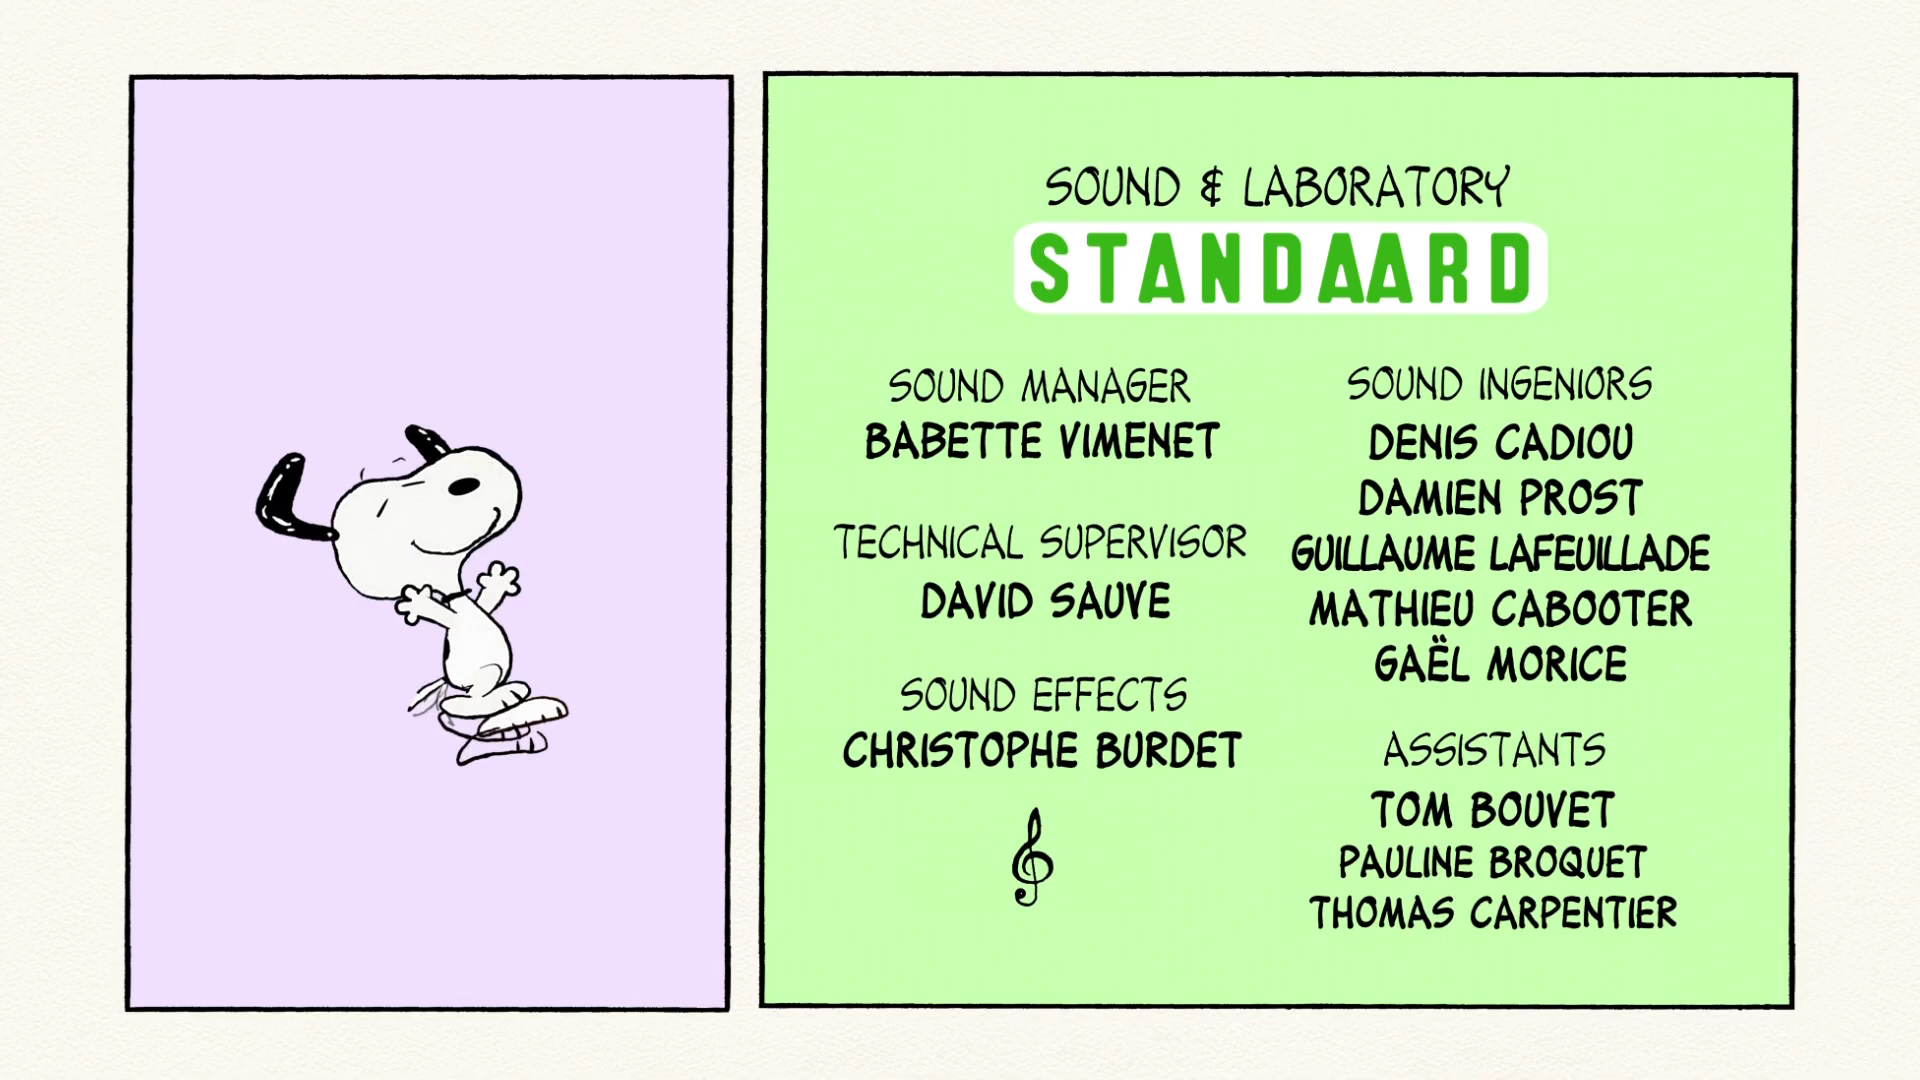 SOUND & LABORATORY
STANDAARD
SOUND MANAGER
BABETTE VIMENET
TECHNICAL SUPERVISOR
DAVID SAUVE
SOUND EFFECTS
CHRISTOPHE BURDET
SOUND INGENIORS
DENIS CADIOU
DAMIEN PROST
GUILLAUME LAFEUILLADE
MATHIEU CABOOTER
GAËL MORICE
ASSISTANTS
TOM BOUVET
PAULINE BROQUET
THOMAS CARPENTIER